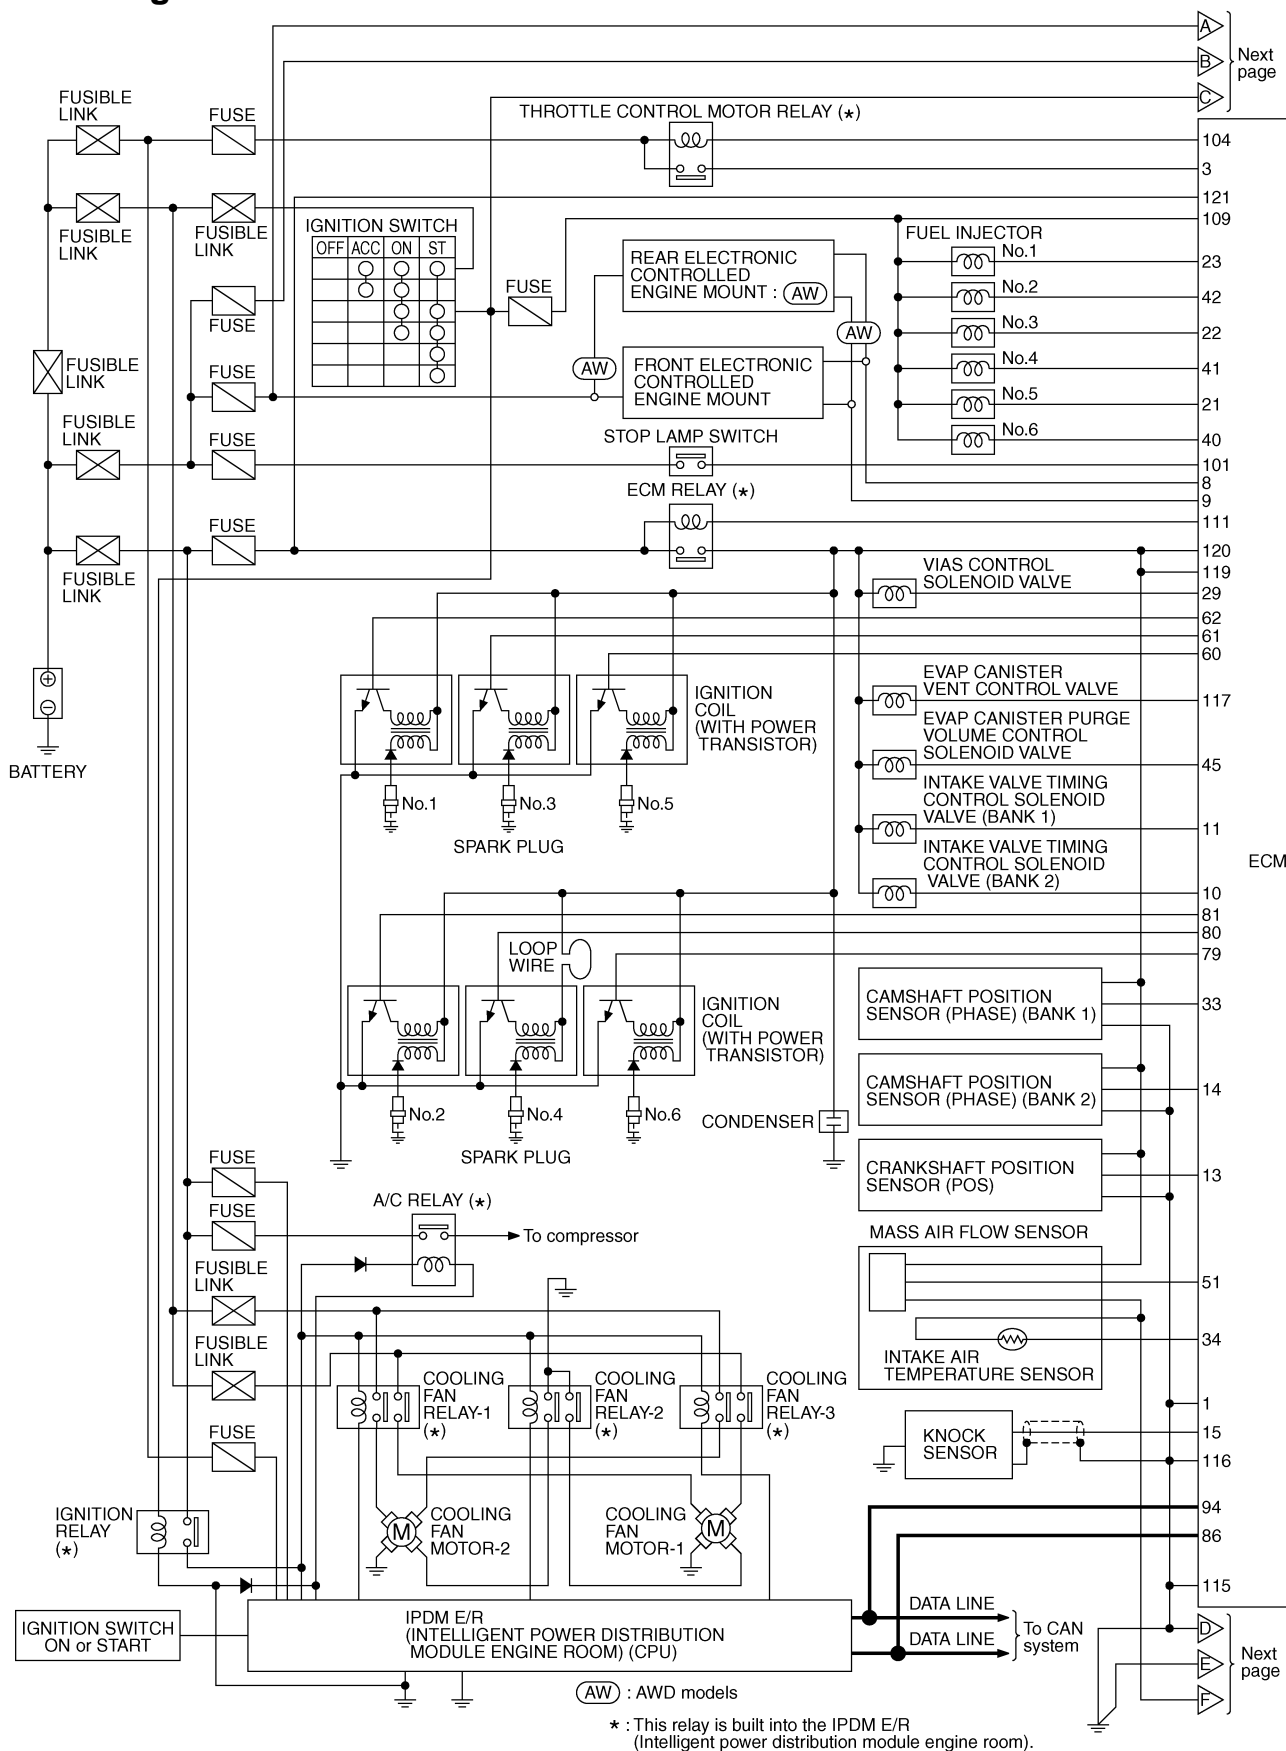 g
A
B
Next
page
C
FUSIBLE
LINK
FUSE
THROTTLE CONTROL MOTOR RELAY (*)
104
3
121
109
FUSIBLE
LINK
FUSIBLE
LINK
IGNITION SWITCH
OFF ACC ON ST
FUSE
FUSE
REAR ELECTRONIC
CONTROLLED
ENGINE MOUNT : AW
AW
AW
FUEL INJECTOR
No.1
23
No.2
42
No.3
22
No.4
41
No.5
21
No.6
40
FUSIBLE
LINK
FUSE
FRONT ELECTRONIC
CONTROLLED
ENGINE MOUNT
FUSIBLE
LINK
FUSE
STOP LAMP SWITCH
101
8
9
ECM RELAY (*)
111
FUSE
120
119
FUSIBLE
LINK
VIAS CONTROL
SOLENOID VALVE
29
62
61
60
BATTERY
IGNITION
COIL
(WITH POWER
TRANSISTOR)
EVAP CANISTER
VENT CONTROL VALVE
117
EVAP CANISTER PURGE
VOLUME CONTROL
SOLENOID VALVE
45
INTAKE VALVE TIMING
CONTROL SOLENOID
VALVE (BANK 1)
11
INTAKE VALVE TIMING
CONTROL SOLENOID
VALVE (BANK 2)
10
ECM
No.1
No.3
No.5
SPARK PLUG
81
80
79
LOOP
WIRE
IGNITION
COIL
(WITH POWER
TRANSISTOR)
CAMSHAFT POSITION
SENSOR (PHASE) (BANK 1)
33
CAMSHAFT POSITION
SENSOR (PHASE) (BANK 2)
14
No.2
No.4
No.6
CONDENSER
SPARK PLUG
CRANKSHAFT POSITION
SENSOR (POS)
13
FUSE
FUSE
A/C RELAY (*)
To compressor
MASS AIR FLOW SENSOR
51
34
INTAKE AIR
TEMPERATURE SENSOR
FUSIBLE
LINK
FUSIBLE
LINK
COOLING
FAN
RELAY-1
(*)
COOLING
FAN
RELAY-2
(*)
COOLING
FAN
RELAY-3
(*)
1
KNOCK
SENSOR
15
116
FUSE
IGNITION
RELAY
(*)
M
COOLING
FAN
MOTOR-2
COOLING
FAN
MOTOR-1
M
94
86
115
IGNITION SWITCH
ON or START
IPDM E/R
(INTELLIGENT POWER DISTRIBUTION
MODULE ENGINE ROOM) (CPU)
DATA LINE
DATA LINE
To CAN
system
D
E
F
Next
page
AW : AWD models
* : This relay is built into the IPDM E/R
(Intelligent power distribution module engine room).